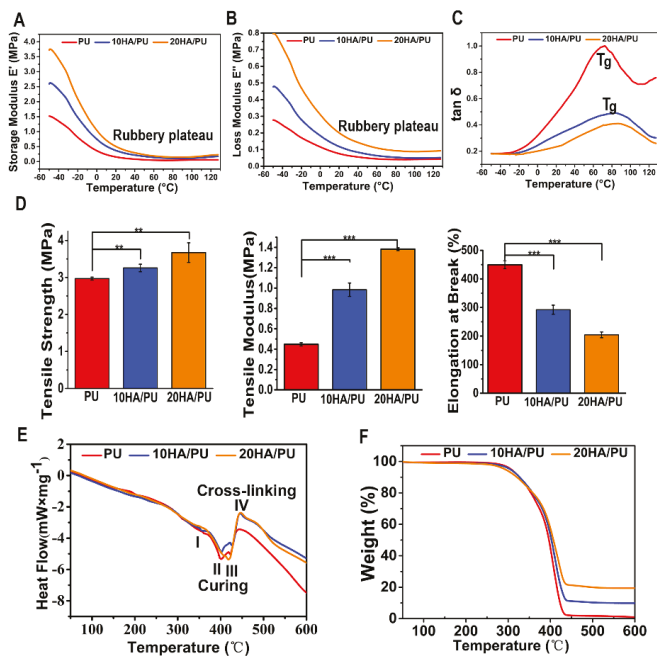 A
PU 10HA/PU 20HA/PU
Storage Modulus E' (MPa)
4.0
3.5
3.0
2.5
2.0
1.5
1.0
0.5
0.0
Rubbery plateau
-60 -40 -20 0 20 40 60 80 100 120
Temperature (°C)
B
PU 10HA/PU 20HA/PU
Loss Modulus E'' (MPa)
0.8
0.6
0.4
0.2
0.0
Rubbery plateau
-60 -40 -20 0 20 40 60 80 100 120
Temperature (°C)
C
PU 10HA/PU 20HA/PU
tan δ
1.0
0.8
0.6
0.4
0.2
Tg
Tg
-60 -40 -20 0 20 40 60 80 100 120
Temperature (°C)
D
Tensile Strength (MPa)
5
4
3
2
1
0
**
**
PU 10HA/PU 20HA/PU
Tensile Modulus(MPa)
1.4
1.2
1.0
0.8
0.6
0.4
0.2
0.0
***
***
PU 10HA/PU 20HA/PU
Elongation at Break (%)
500
400
300
200
100
0
***
***
PU 10HA/PU 20HA/PU
E
PU 10HA/PU 20HA/PU
Heat Flow(mW×mg⁻¹)
4
2
0
-2
-4
-6
-8
Cross-linking
IV
I
II III
Curing
100 200 300 400 500 600
Temperature (℃)
F
PU 10HA/PU 20HA/PU
Weight (%)
120
100
80
60
40
20
0
100 200 300 400 500 600
Temperature (℃)